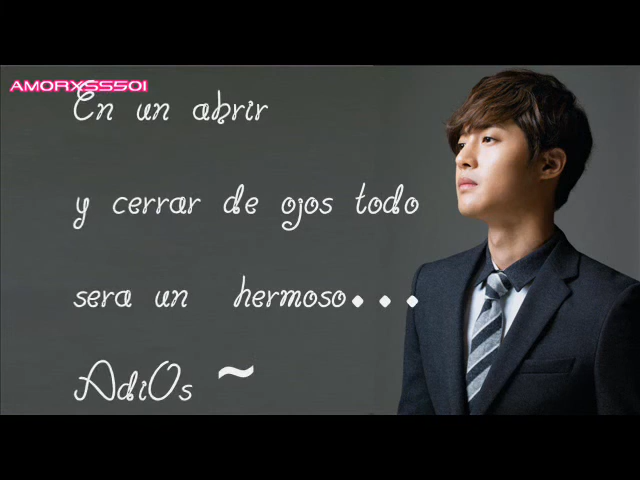 AMORXSS501
En un abrir
y cerrar de ojos todo
sera un hermoso...
AdiOs ~